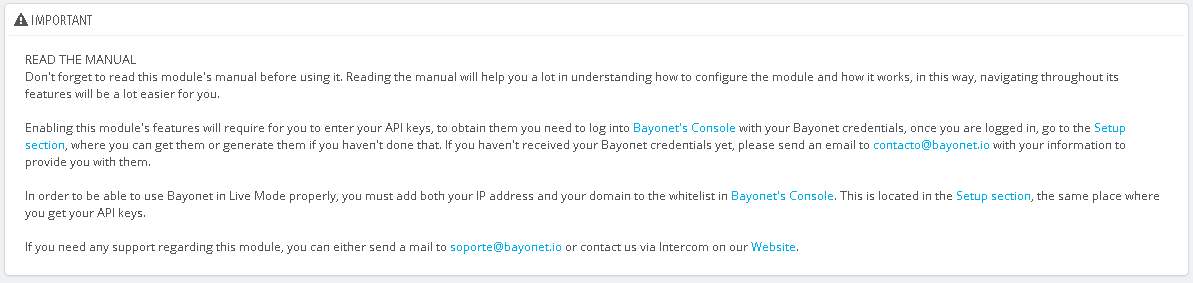 IMPORTANT
READ THE MANUAL
Don't forget to read this module's manual before using it. Reading the manual will help you a lot in understanding how to configure the module and how it works, in this way, navigating throughout its
features will be a lot easier for you.
Enabling this module's features will require for you to enter your API keys, to obtain them you need to log into Bayonet's Console with your Bayonet credentials, once you are logged in, go to the Setup
section, where you can get them or generate them if you haven't done that. If you haven't received your Bayonet credentials yet, please send an email to contacto@bayonet.io with your information to
provide you with them.
In order to be able to use Bayonet in Live Mode properly, you must add both your IP address and your domain to the whitelist in Bayonet's Console. This is located in the Setup section, the same place where
you get your API keys.
If you need any support regarding this module, you can either send a mail to soporte@bayonet.io or contact us via Intercom on our Website.